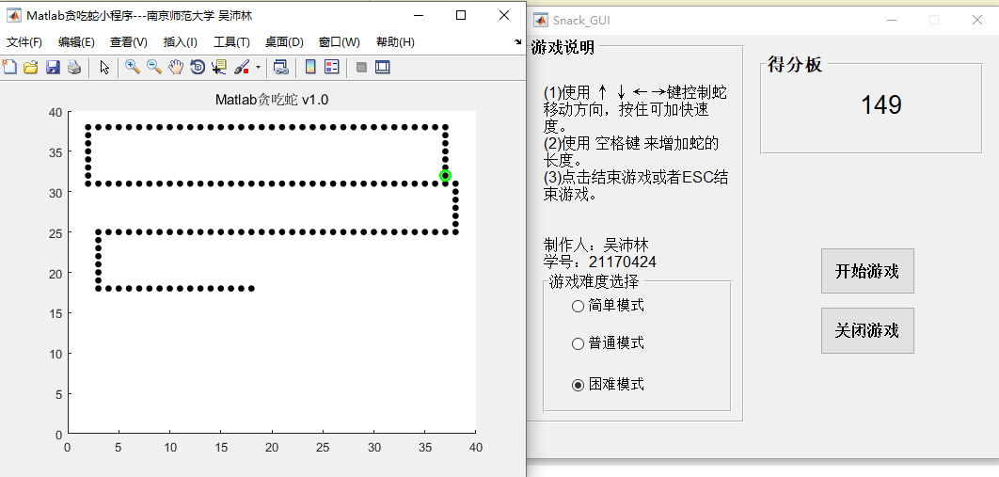 Matlab贪吃蛇小程序---南京师范大学 吴沛林
文件(F) 编辑(E) 查看(V) 插入(I) 工具(T) 桌面(D) 窗口(W) 帮助(H)
Matlab贪吃蛇 v1.0
40
35
30
25
20
15
10
5
0
0 5 10 15 20 25 30 35 40
Snack_GUI
游戏说明
(1)使用 ↑ ↓ ← →键控制蛇
移动方向，按住可加快速
度。
(2)使用 空格键 来增加蛇的
长度。
(3)点击结束游戏或者ESC结
束游戏。
制作人：吴沛林
学号：21170424
游戏难度选择
简单模式
普通模式
困难模式
得分板
149
开始游戏
关闭游戏